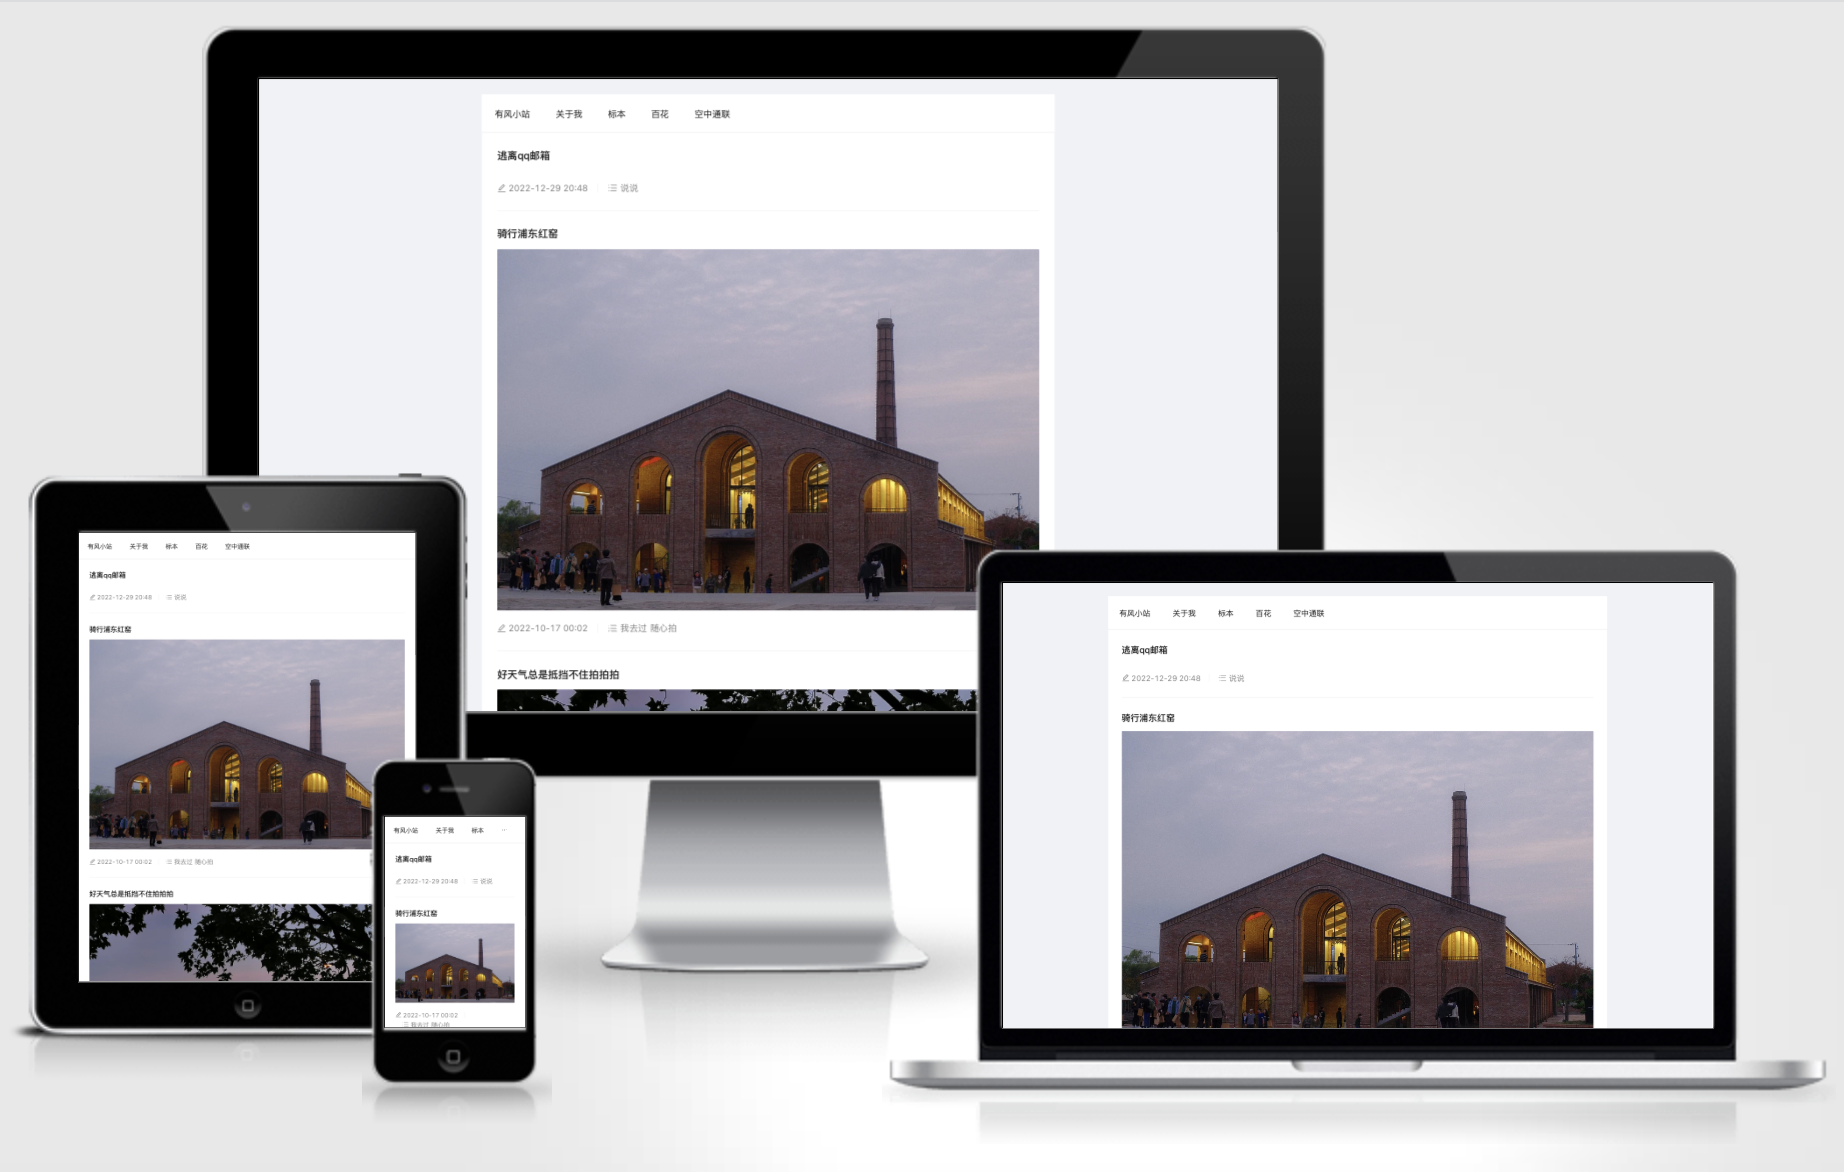 有风小站 关于我 标本 百花 空中通联
逃离qq邮箱
2022-12-29 20:48 说说
骑行浦东红窑
2022-10-17 00:02 我去过 随心拍
好天气总是抵挡不住拍拍拍
有风小站 关于我 标本 百花 空中通联
逃离qq邮箱
2022-12-29 20:48 说说
骑行浦东红窑
2022-10-17 00:02 我去过 随心拍
好天气总是抵挡不住拍拍拍
有风小站 关于我 标本 ··
逃离qq邮箱
2022-12-29 20:48 说说
骑行浦东红窑
2022-10-17 00:02
我去过 随心拍
有风小站 关于我 标本 百花 空中通联
逃离qq邮箱
2022-12-29 20:48 说说
骑行浦东红窑